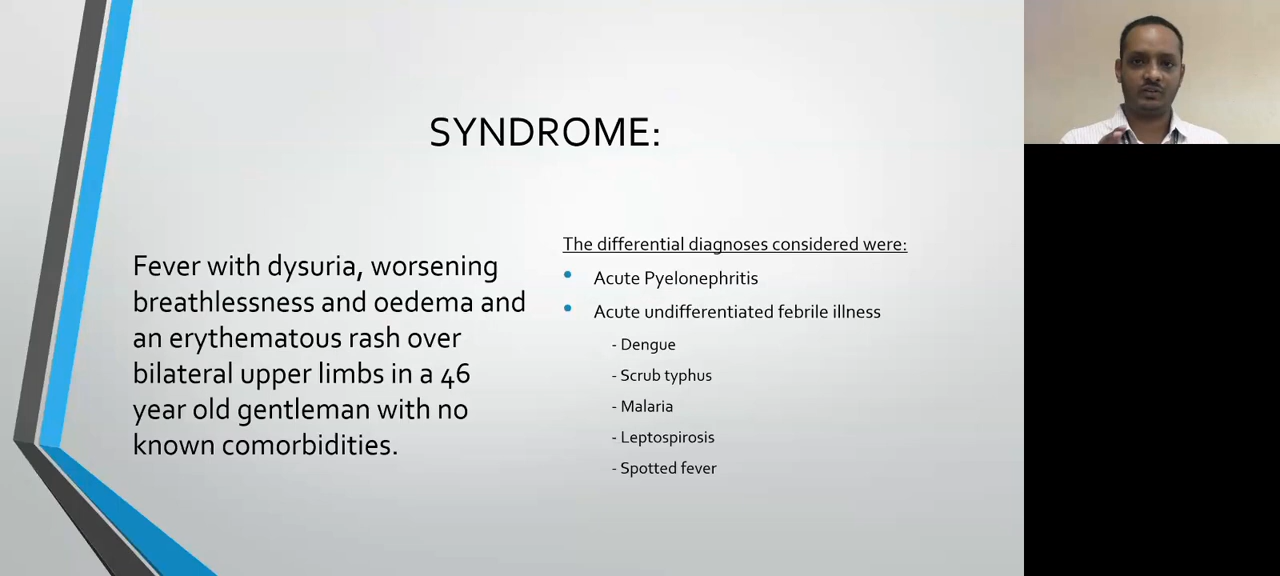 SYNDROME:
Fever with dysuria, worsening
breathlessness and oedema and
an erythematous rash over
bilateral upper limbs in a 46
year old gentleman with no
known comorbidities.
The differential diagnoses considered were:
• Acute Pyelonephritis
• Acute undifferentiated febrile illness
- Dengue
- Scrub typhus
- Malaria
- Leptospirosis
- Spotted fever